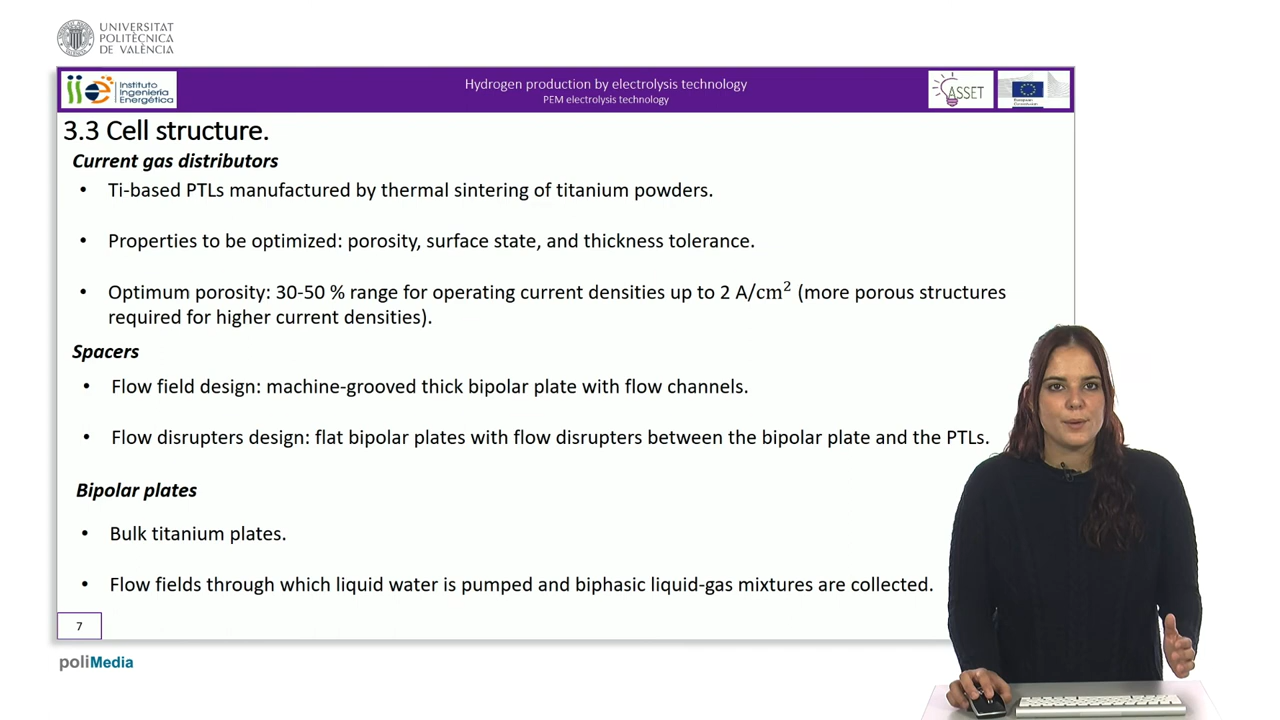 UNIVERSITAT
POLITÈCNICA
DE VALÈNCIA
iie Instituto
Ingeniería
Energética
Hydrogen production by electrolysis technology
PEM electrolysis technology
ASSET
European
Commission
3.3 Cell structure.
Current gas distributors
• Ti-based PTLs manufactured by thermal sintering of titanium powders.
• Properties to be optimized: porosity, surface state, and thickness tolerance.
• Optimum porosity: 30-50 % range for operating current densities up to 2 A/cm² (more porous structures
required for higher current densities).
Spacers
• Flow field design: machine-grooved thick bipolar plate with flow channels.
• Flow disrupters design: flat bipolar plates with flow disrupters between the bipolar plate and the PTLs.
Bipolar plates
• Bulk titanium plates.
• Flow fields through which liquid water is pumped and biphasic liquid-gas mixtures are collected.
7
poliMedia